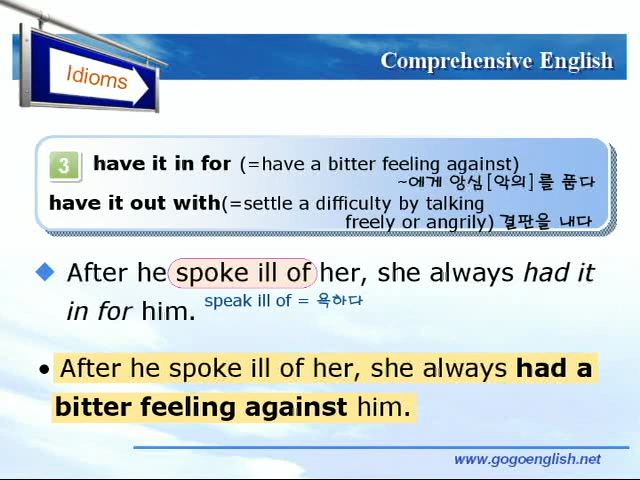 Idioms
Comprehensive English
3 have it in for (=have a bitter feeling against)
~에게 앙심[악의]를 품다
have it out with(=settle a difficulty by talking
freely or angrily) 결판을 내다
After he spoke ill of her, she always had it
in for him. speak ill of = 욕하다
• After he spoke ill of her, she always had a
bitter feeling against him.
www.gogoenglish.net